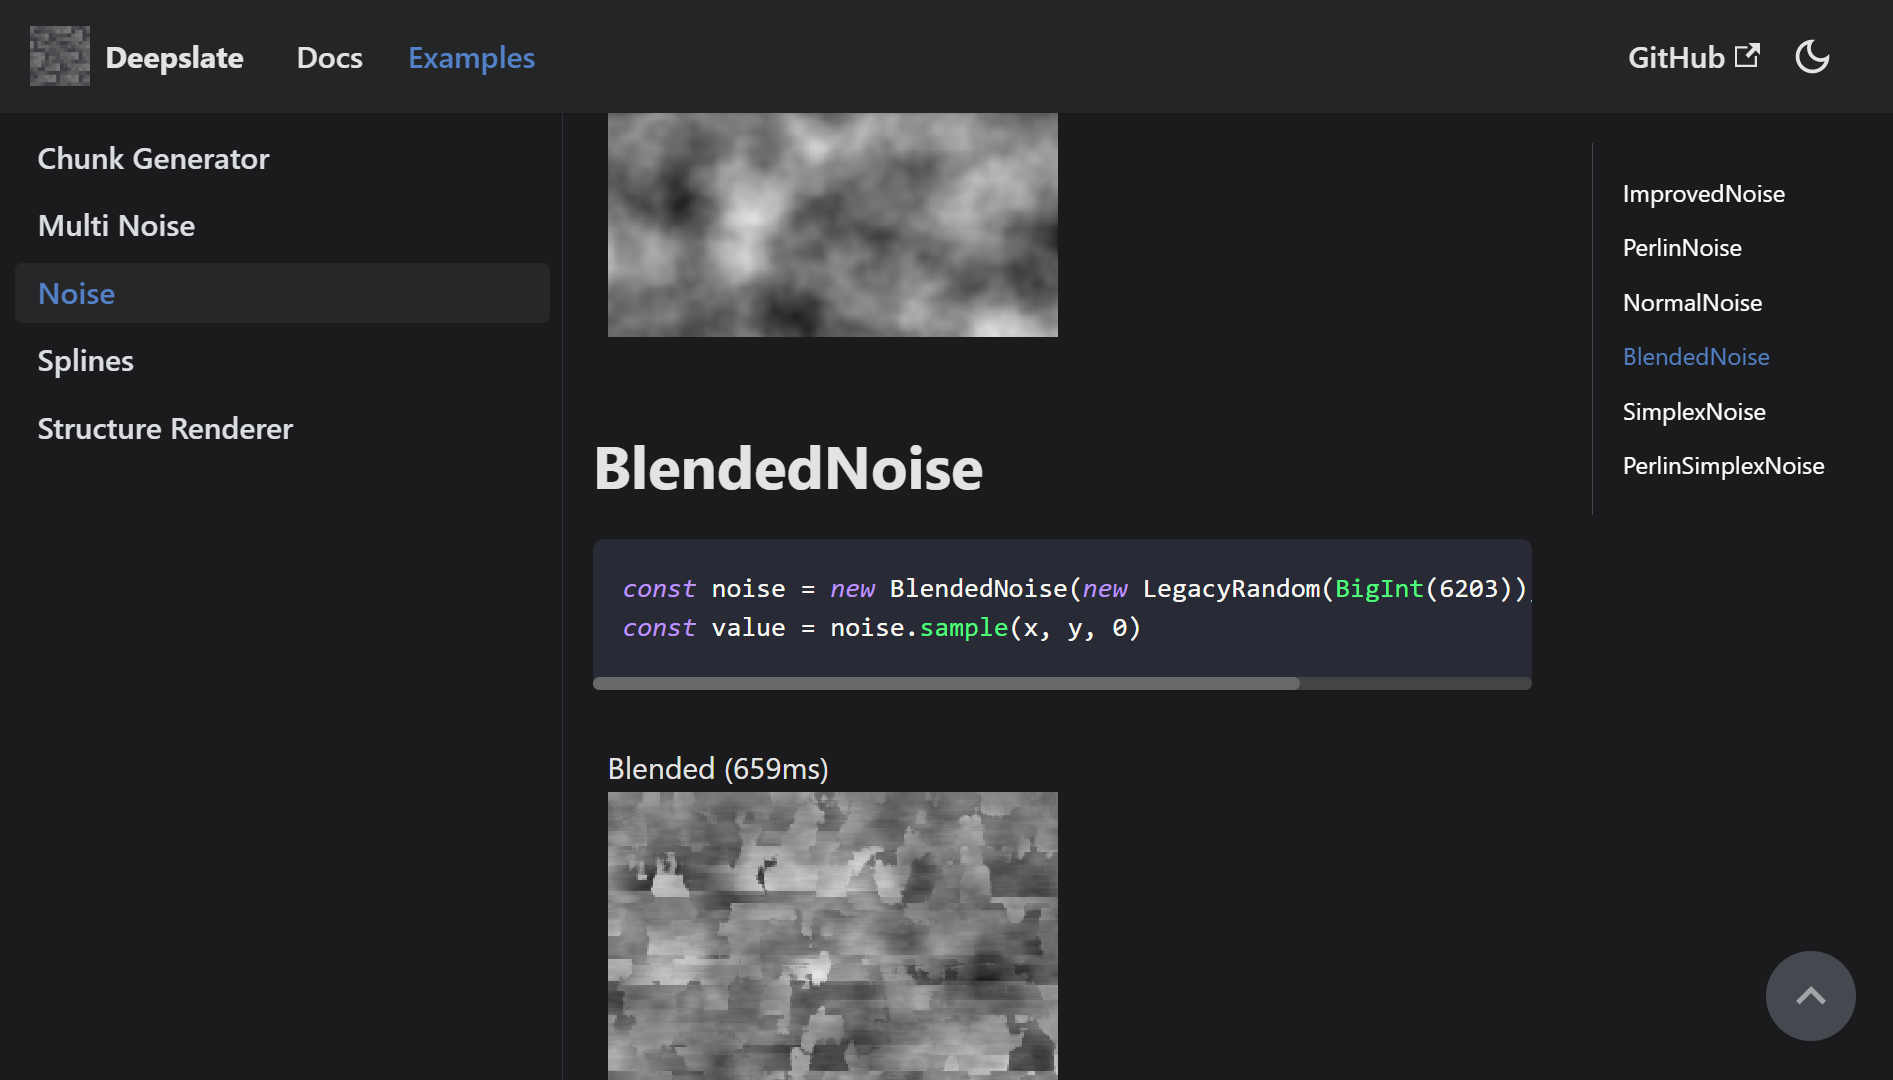 Deepslate
Docs
Examples
GitHub
Chunk Generator
Multi Noise
Noise
Splines
Structure Renderer
BlendedNoise
const noise = new BlendedNoise(new LegacyRandom(BigInt(6203))
const value = noise.sample(x, y, 0)
Blended (659ms)
ImprovedNoise
PerlinNoise
NormalNoise
BlendedNoise
SimplexNoise
PerlinSimplexNoise